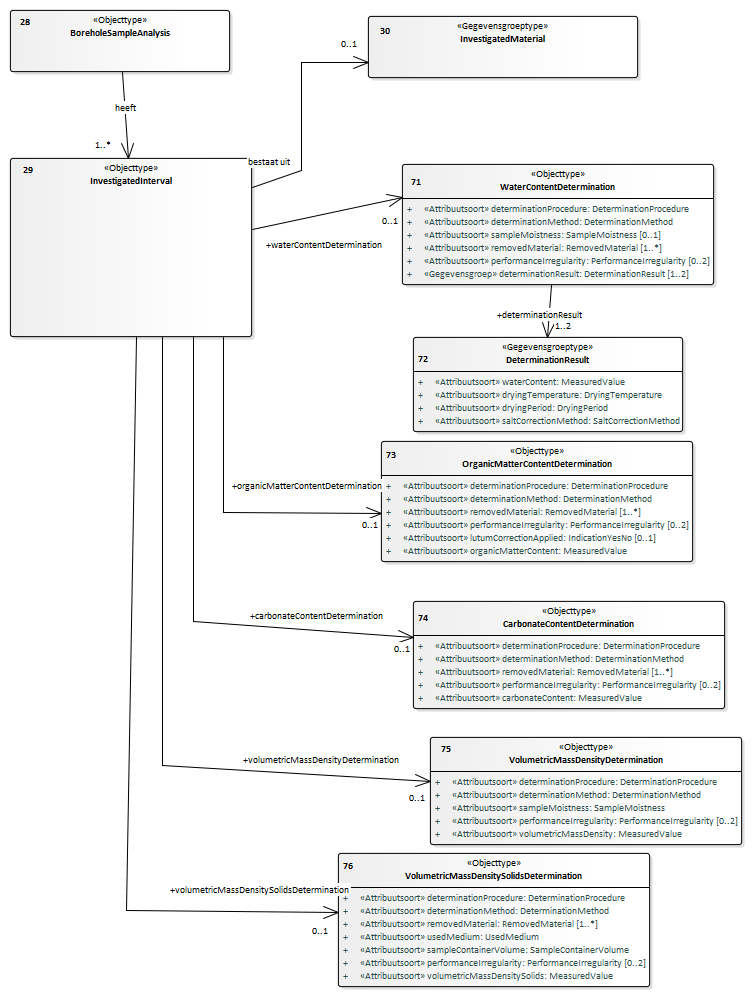 28
«Objecttype»
BoreholeSampleAnalysis
30
«Gegevensgroeptype»
InvestigatedMaterial
0..1
heeft
1..*
bestaat uit
29
«Objecttype»
InvestigatedInterval
71
«Objecttype»
WaterContentDetermination
+ «Attribuutsoort» determinationProcedure: DeterminationProcedure
+ «Attribuutsoort» determinationMethod: DeterminationMethod
+ «Attribuutsoort» sampleMoistness: SampleMoistness [0..1]
+ «Attribuutsoort» removedMaterial: RemovedMaterial [1..*]
+ «Attribuutsoort» performanceIrregularity: PerformanceIrregularity [0..2]
+ «Gegevensgroep» determinationResult: DeterminationResult [1..2]
0..1
+waterContentDetermination
+determinationResult
1..2
72
«Gegevensgroeptype»
DeterminationResult
+ «Attribuutsoort» waterContent: MeasuredValue
+ «Attribuutsoort» dryingTemperature: DryingTemperature
+ «Attribuutsoort» dryingPeriod: DryingPeriod
+ «Attribuutsoort» saltCorrectionMethod: SaltCorrectionMethod
73
«Objecttype»
OrganicMatterContentDetermination
+organicMatterContentDetermination
0..1
+ «Attribuutsoort» determinationProcedure: DeterminationProcedure
+ «Attribuutsoort» determinationMethod: DeterminationMethod
+ «Attribuutsoort» removedMaterial: RemovedMaterial [1..*]
+ «Attribuutsoort» performanceIrregularity: PerformanceIrregularity [0..2]
+ «Attribuutsoort» lutumCorrectionApplied: IndicationYesNo [0..1]
+ «Attribuutsoort» organicMatterContent: MeasuredValue
74
«Objecttype»
CarbonateContentDetermination
+carbonateContentDetermination
0..1
+ «Attribuutsoort» determinationProcedure: DeterminationProcedure
+ «Attribuutsoort» determinationMethod: DeterminationMethod
+ «Attribuutsoort» removedMaterial: RemovedMaterial [1..*]
+ «Attribuutsoort» performanceIrregularity: PerformanceIrregularity [0..2]
+ «Attribuutsoort» carbonateContent: MeasuredValue
75
«Objecttype»
VolumetricMassDensityDetermination
+volumetricMassDensityDetermination
0..1
+ «Attribuutsoort» determinationProcedure: DeterminationProcedure
+ «Attribuutsoort» determinationMethod: DeterminationMethod
+ «Attribuutsoort» sampleMoistness: SampleMoistness
+ «Attribuutsoort» performanceIrregularity: PerformanceIrregularity [0..2]
+ «Attribuutsoort» volumetricMassDensity: MeasuredValue
76
«Objecttype»
VolumetricMassDensitySolidsDetermination
+volumetricMassDensitySolidsDetermination
0..1
+ «Attribuutsoort» determinationProcedure: DeterminationProcedure
+ «Attribuutsoort» determinationMethod: DeterminationMethod
+ «Attribuutsoort» removedMaterial: RemovedMaterial [1..*]
+ «Attribuutsoort» usedMedium: UsedMedium
+ «Attribuutsoort» sampleContainerVolume: SampleContainerVolume
+ «Attribuutsoort» performanceIrregularity: PerformanceIrregularity [0..2]
+ «Attribuutsoort» volumetricMassDensitySolids: MeasuredValue